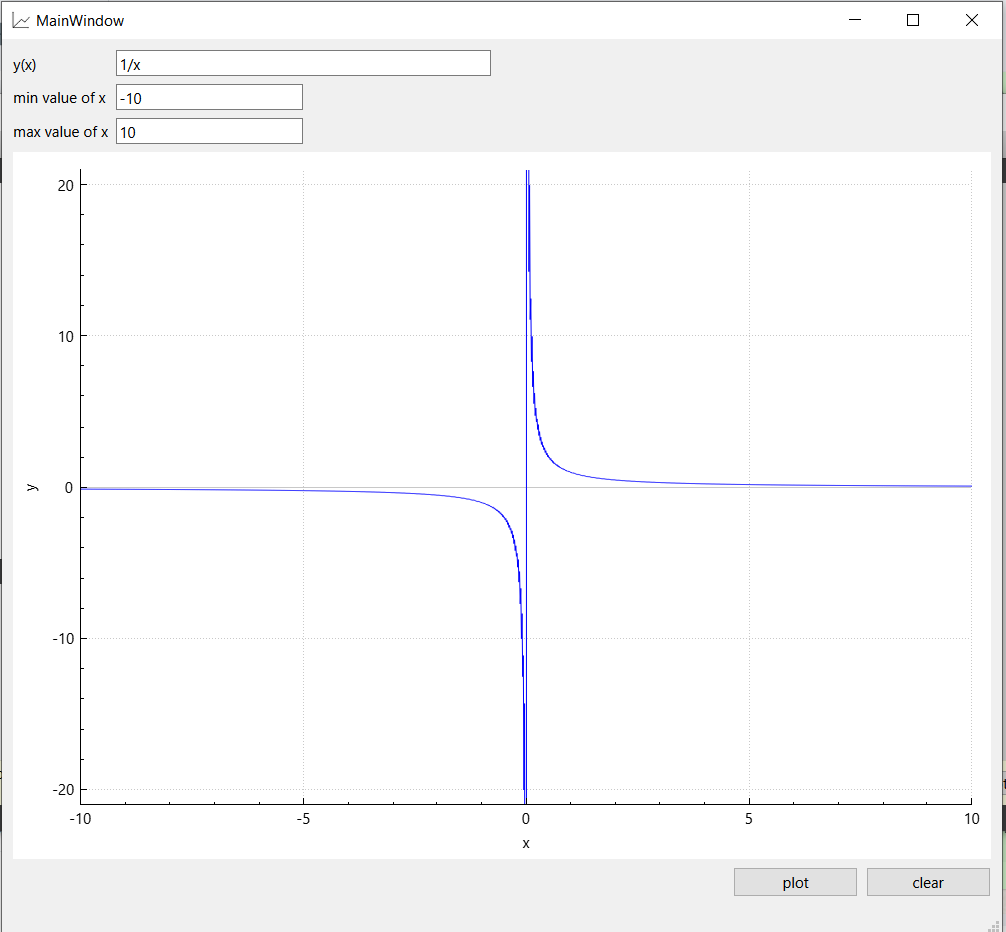 MainWindow
y(x) 1/x
min value of x -10
max value of x 10
20
10
0
-10
-20
y
-10 -5 0 5 10
x
plot clear